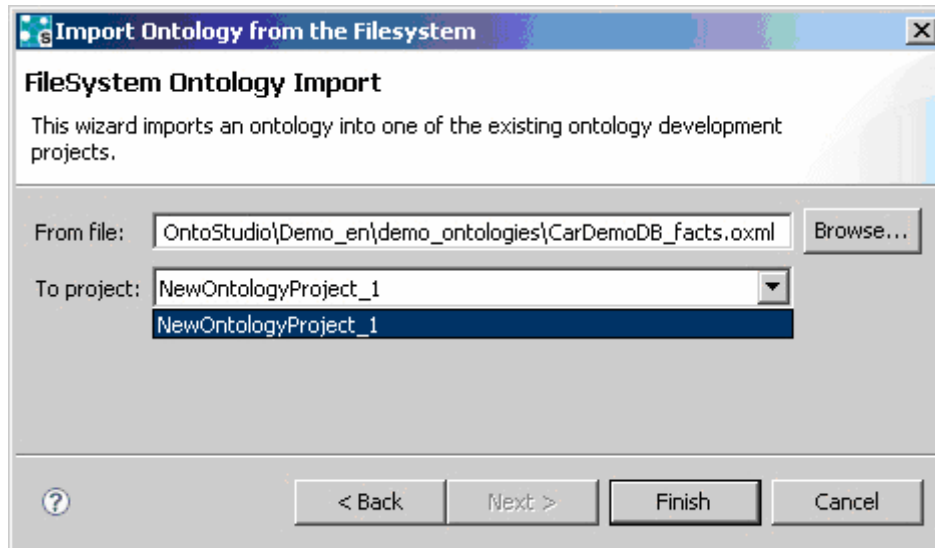 Import Ontology from the Filesystem
FileSystem Ontology Import
This wizard imports an ontology into one of the existing ontology development
projects.
From file: OntoStudio\Demo_en\demo_ontologies\CarDemoDB_facts.oxml Browse...
To project: NewOntologyProject_1
NewOntologyProject_1
? < Back Next > Finish Cancel